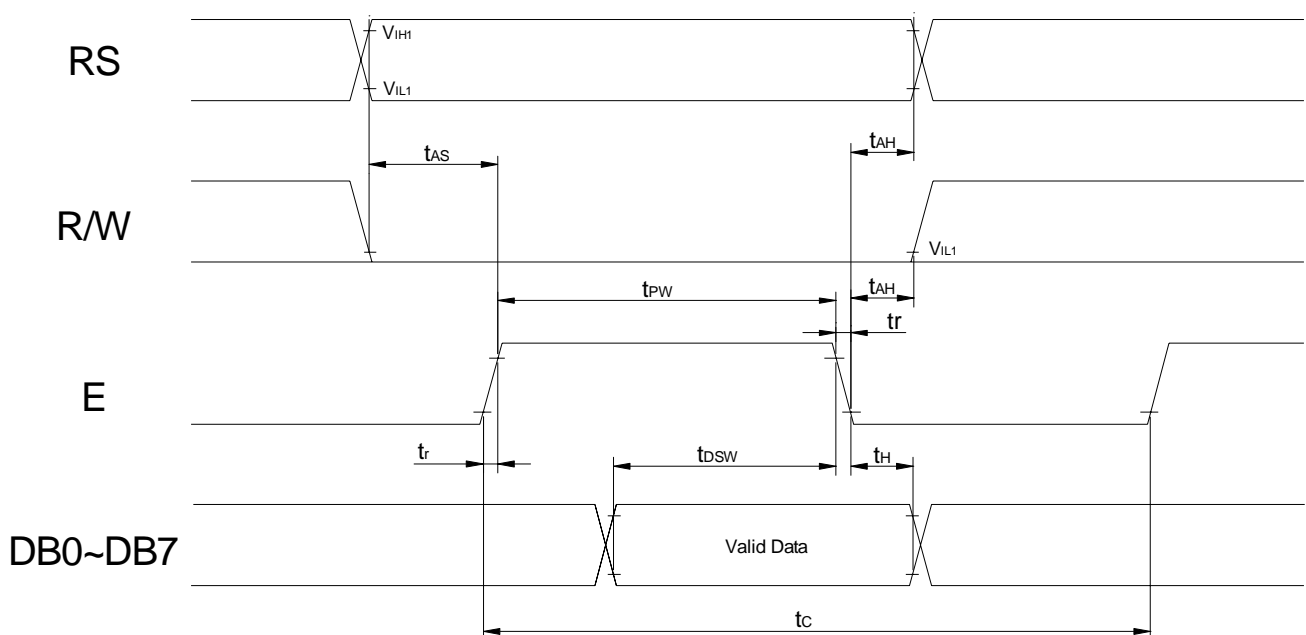 RS
VIH1
VIL1
tAS
tAH
R/W
VIL1
tPW
tAH
tr
E
tr
tDSW
tH
DB0~DB7
Valid Data
tC